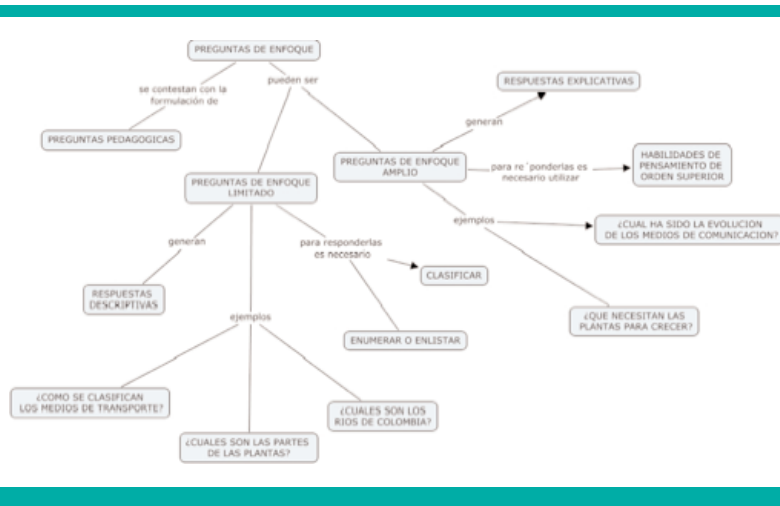 PREGUNTAS DE ENFOQUE
se contestan con la
formulación de
pueden ser
PREGUNTAS PEDAGOGICAS
RESPUESTAS EXPLICATIVAS
generan
PREGUNTAS DE ENFOQUE
AMPLIO
para re´ponderlas es
necesario utilizar
HABILIDADES DE
PENSAMIENTO DE
ORDEN SUPERIOR
ejemplos
¿CUAL HA SIDO LA EVOLUCION
DE LOS MEDIOS DE COMUNICACION?
¿QUE NECESITAN LAS
PLANTAS PARA CRECER?
PREGUNTAS DE ENFOQUE
LIMITADO
generan
RESPUESTAS
DESCRIPTIVAS
para responderlas
es necesario
CLASIFICAR
ENUMERAR O ENLISTAR
ejemplos
¿COMO SE CLASIFICAN
LOS MEDIOS DE TRANSPORTE?
¿CUALES SON LAS PARTES
DE LAS PLANTAS?
¿CUALES SON LOS
RIOS DE COLOMBIA?